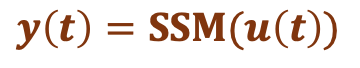 y(t) = SSM(u(t))